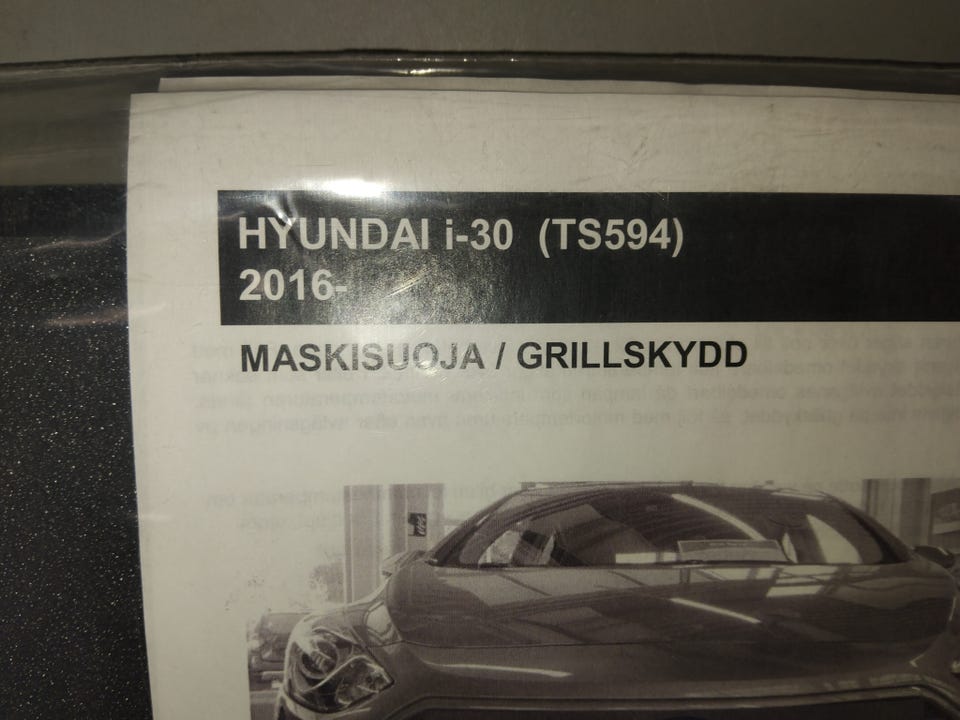 HYUNDAI i-30 (TS594)
2016-
MASKISUOJA / GRILLSKYDD